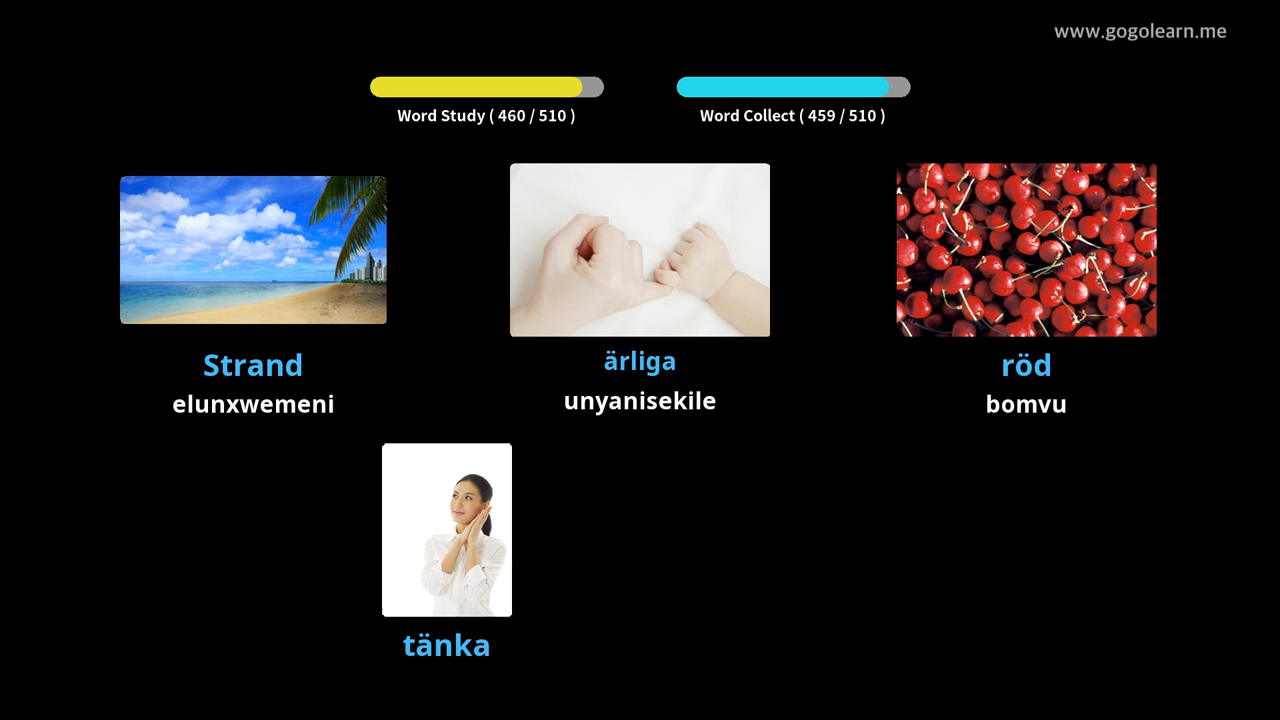 www.gogolearn.me
Word Study ( 460 / 510 )
Word Collect ( 459 / 510 )
Strand
elunxwemeni
ärliga
unyanisekile
röd
bomvu
tänka